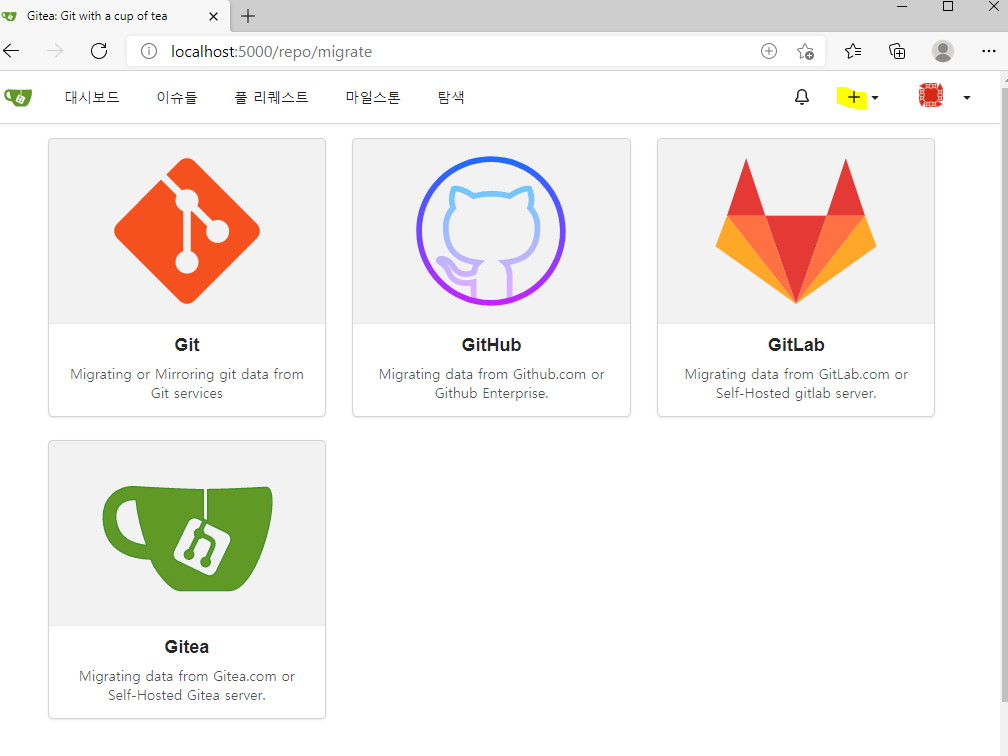 Gitea: Git with a cup of tea
localhost:5000/repo/migrate
대시보드 이슈들 풀 리퀘스트 마일스톤 탐색
Git
Migrating or Mirroring git data from
Git services
GitHub
Migrating data from Github.com or
Github Enterprise.
GitLab
Migrating data from GitLab.com or
Self-Hosted gitlab server.
Gitea
Migrating data from Gitea.com or
Self-Hosted Gitea server.